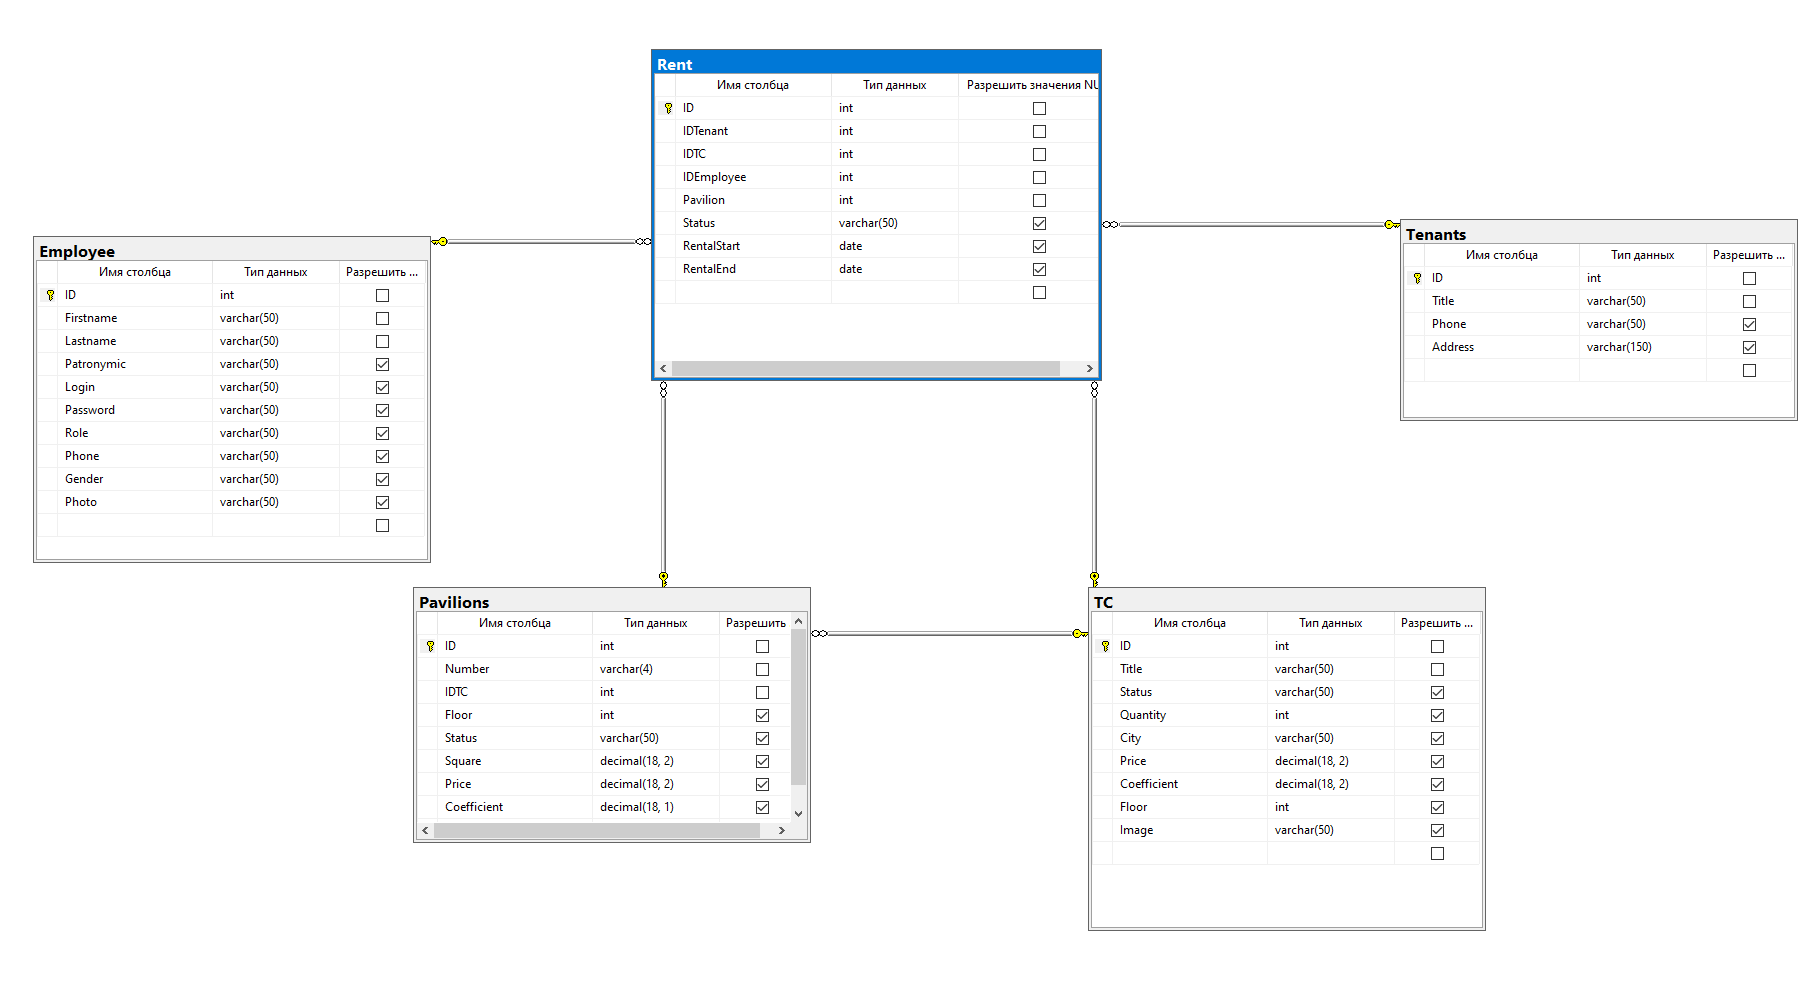 Rent
Имя столбца Тип данных Разрешить значения NU
ID int
IDTenant int
IDTC int
IDEmployee int
Pavilion int
Status varchar(50)
RentalStart date
RentalEnd date
Employee
Имя столбца Тип данных Разрешить ...
ID int
Firstname varchar(50)
Lastname varchar(50)
Patronymic varchar(50)
Login varchar(50)
Password varchar(50)
Role varchar(50)
Phone varchar(50)
Gender varchar(50)
Photo varchar(50)
Tenants
Имя столбца Тип данных Разрешить ...
ID int
Title varchar(50)
Phone varchar(50)
Address varchar(150)
Pavilions
Имя столбца Тип данных Разрешить
ID int
Number varchar(4)
IDTC int
Floor int
Status varchar(50)
Square decimal(18, 2)
Price decimal(18, 2)
Coefficient decimal(18, 1)
TC
Имя столбца Тип данных Разрешить ...
ID int
Title varchar(50)
Status varchar(50)
Quantity int
City varchar(50)
Price decimal(18, 2)
Coefficient decimal(18, 2)
Floor int
Image varchar(50)